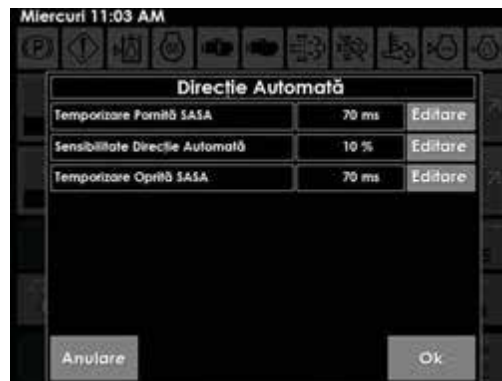 Miercuri 11:03 AM
Direcție Automată
Temporizare Pornită SASA 70 ms Editare
Sensibilitate Direcție Automată 10 % Editare
Temporizare Oprită SASA 70 ms Editare
Anulare Ok